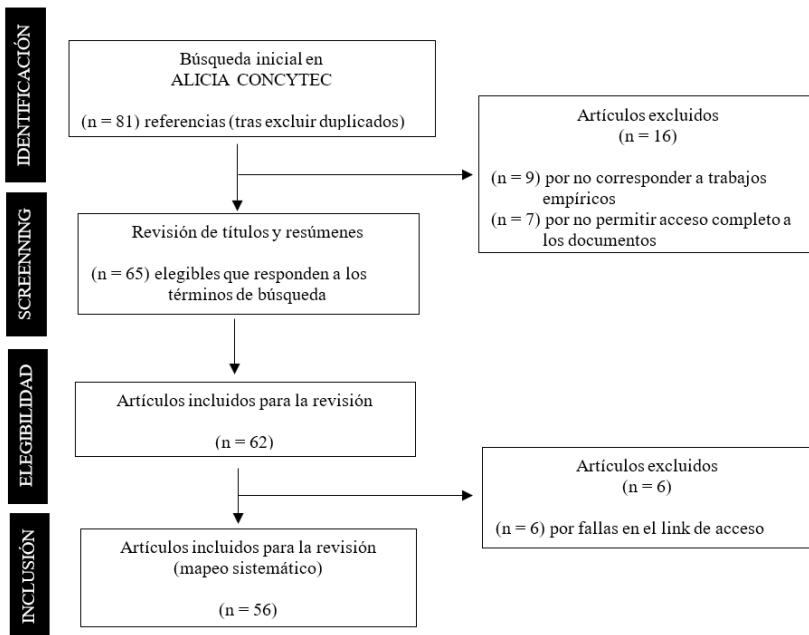 IDENTIFICACIÓN
Búsqueda inicial en
ALICIA CONCYTEC
(n = 81) referencias (tras excluir duplicados)
Artículos excluidos
(n = 16)
(n = 9) por no corresponder a trabajos
empíricos
(n = 7) por no permitir acceso completo a
los documentos
SCREENNING
Revisión de títulos y resúmenes
(n = 65) elegibles que responden a los
términos de búsqueda
ELEGIBILIDAD
Artículos incluidos para la revisión
(n = 62)
Artículos excluidos
(n = 6)
(n = 6) por fallas en el link de acceso
INCLUSIÓN
Artículos incluidos para la revisión
(mapeo sistemático)
(n = 56)